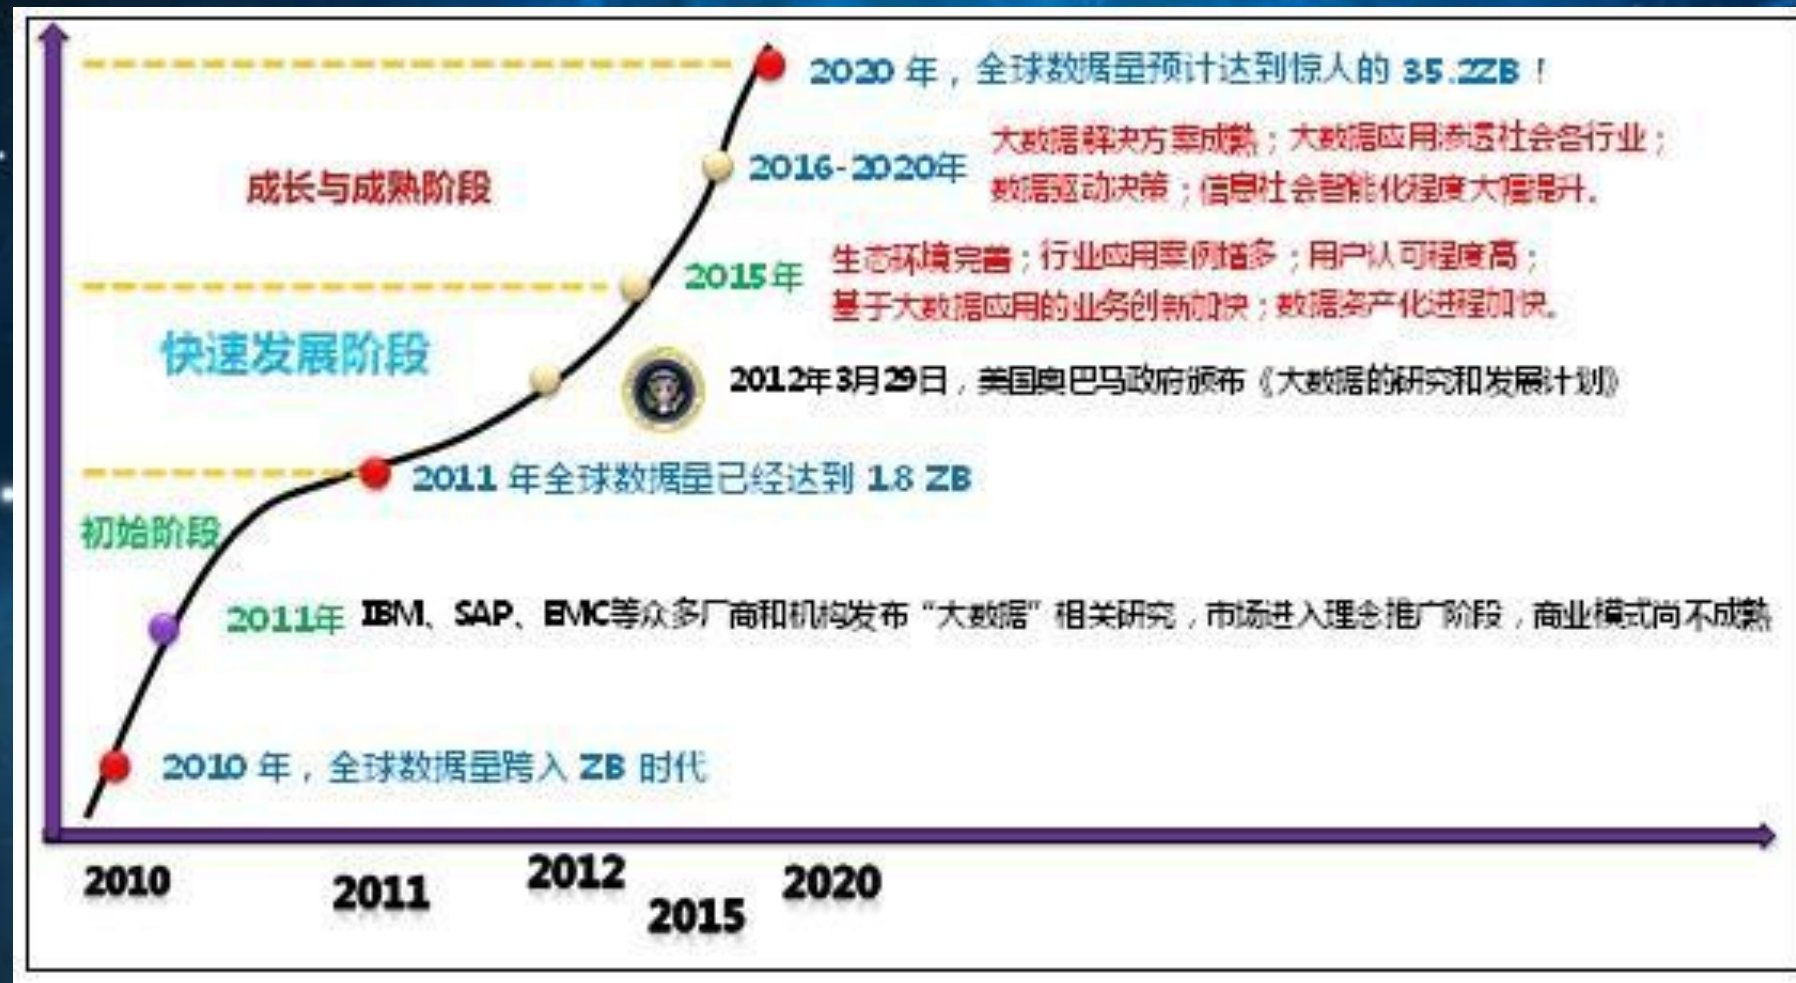 2020 年，全球数据量预计达到惊人的 35.2ZB！
成长与成熟阶段
2016-2020年
大数据解决方案成熟；大数据应用渗透社会各行业；
数据驱动决策；信息社会智能化程度大幅提升。
2015年
生态环境完善；行业应用案例增多；用户认可程度高；
基于大数据应用的业务创新加快；数据资产化进程加快。
快速发展阶段
2012年3月29日，美国奥巴马政府颁布《大数据的研究和发展计划》
2011 年全球数据量已经达到 1.8 ZB
初始阶段
2011年 IBM、SAP、EMC等众多厂商和机构发布“大数据”相关研究，市场进入理念推广阶段，商业模式尚不成熟
2010 年，全球数据量跨入 ZB 时代
2010
2011
2012
2015
2020